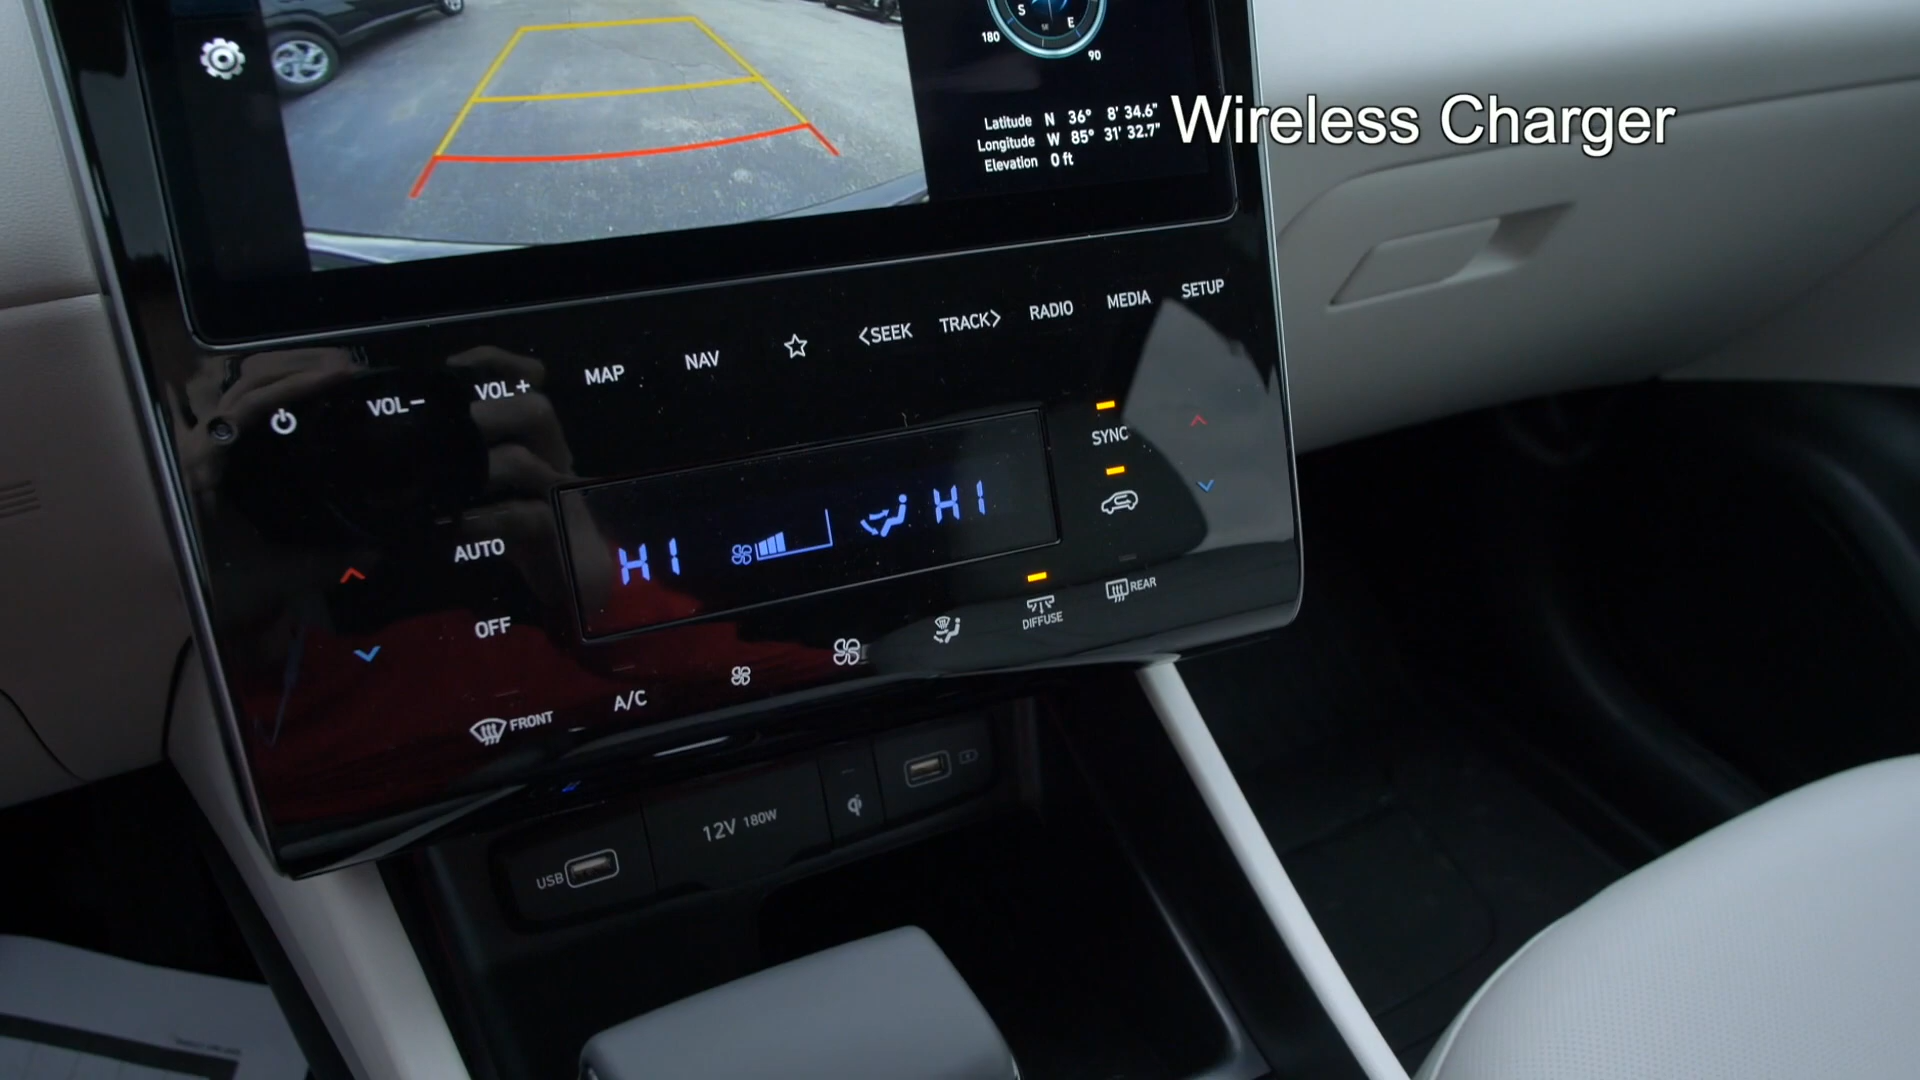 S
E
180
90
Latitude N 36° 8' 34.6"
Longitude W 85° 31' 32.7"
Elevation 0 ft
Wireless Charger
VOL−
VOL+
MAP
NAV
<SEEK
TRACK>
RADIO
MEDIA
SETUP
SYNC
AUTO
HI
HI
OFF
REAR
DIFFUSE
A/C
FRONT
12V 180W
USB